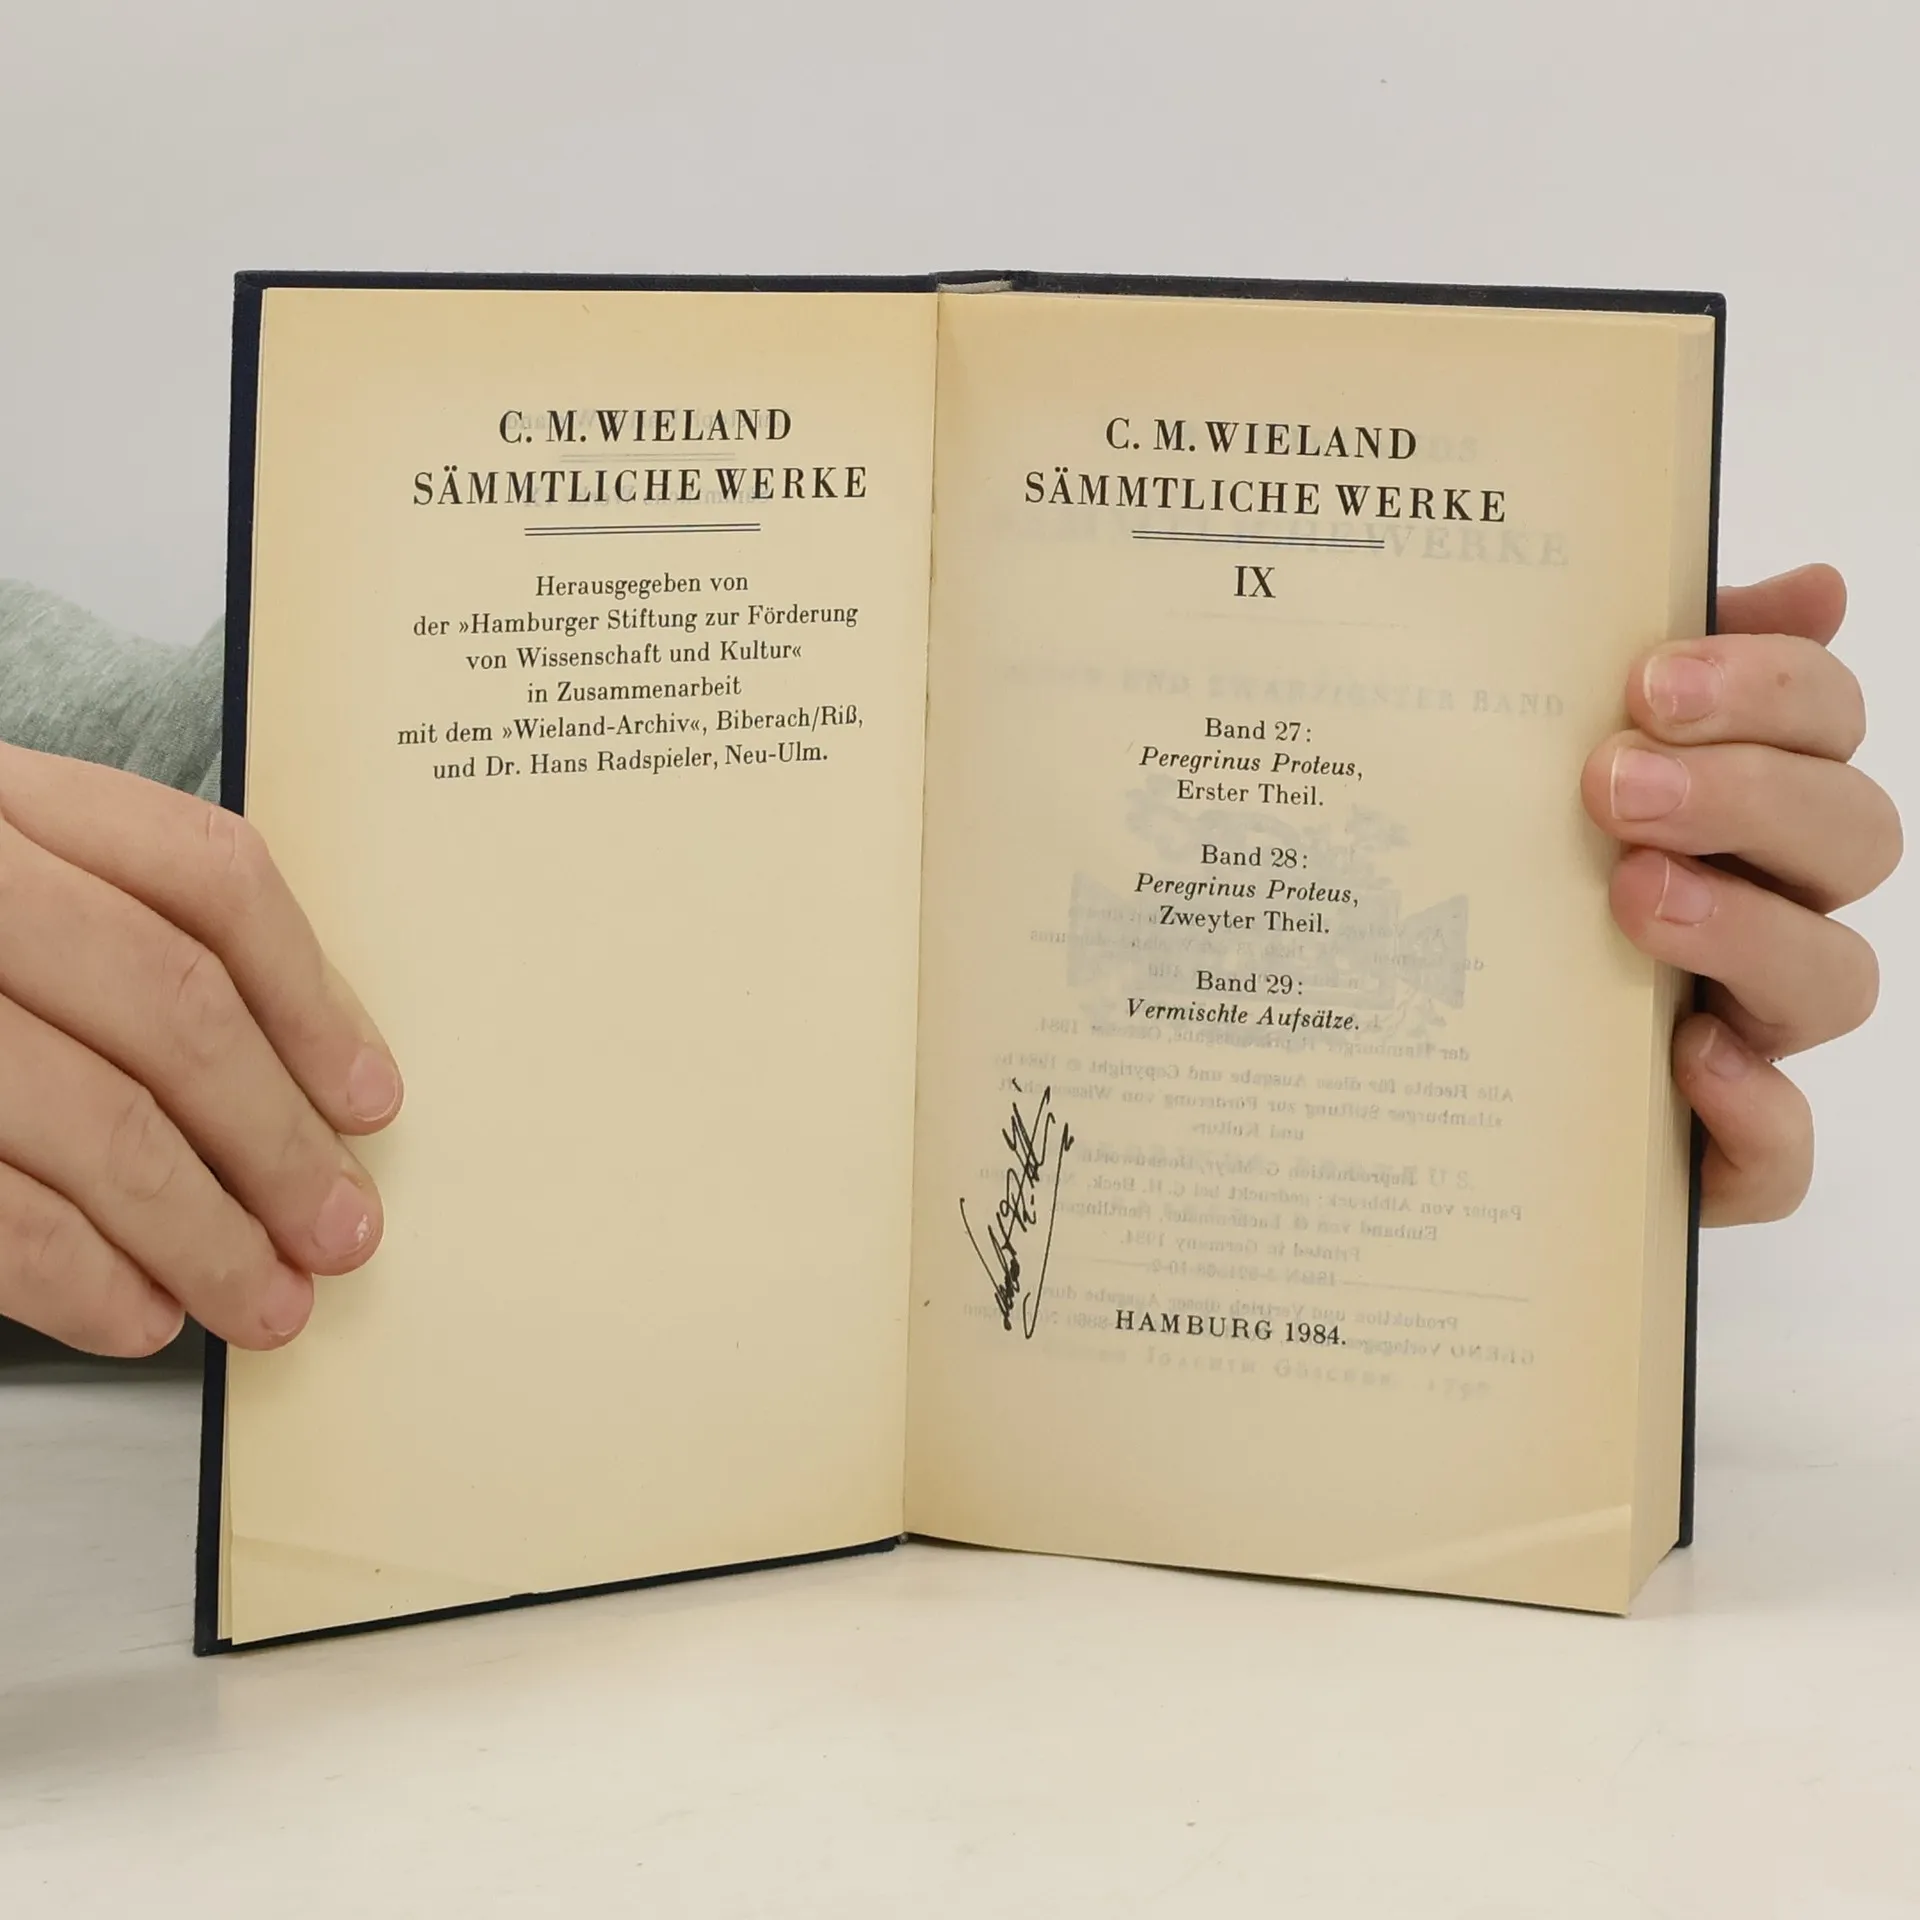 C. M. WIELAND
SÄMMTLICHE WERKE
Herausgegeben von
der »Hamburger Stiftung zur Förderung
von Wissenschaft und Kultur«
in Zusammenarbeit
mit dem »Wieland-Archiv«, Biberach/Riß,
und Dr. Hans Radspieler, Neu-Ulm.
C. M. WIELAND
SÄMMTLICHE WERKE
IX
Band 27:
Peregrinus Proteus,
Erster Theil.
Band 28:
Peregrinus Proteus,
Zweyter Theil.
Band 29:
Vermischte Aufsätze.
HAMBURG 1984.